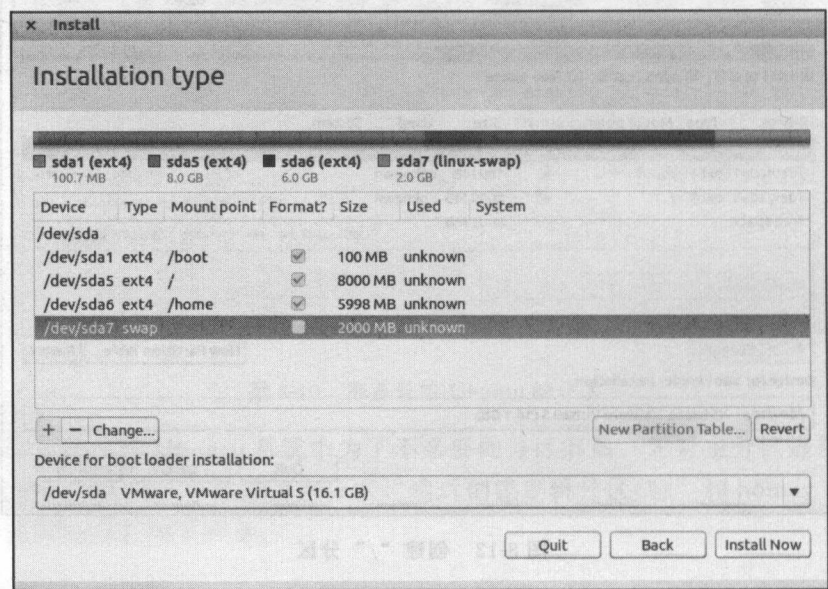 × Install
Installation type
sda1 (ext4) sda5 (ext4) sda6 (ext4) sda7 (linux-swap)
100.7 MB 8.0 GB 6.0 GB 2.0 GB
Device Type Mount point Format? Size Used System
/dev/sda
/dev/sda1 ext4 /boot 100 MB unknown
/dev/sda5 ext4 / 8000 MB unknown
/dev/sda6 ext4 /home 5998 MB unknown
/dev/sda7 swap 2000 MB unknown
+ − Change... New Partition Table... Revert
Device for boot loader installation:
/dev/sda VMware, VMware Virtual S (16.1 GB)
Quit Back Install Now